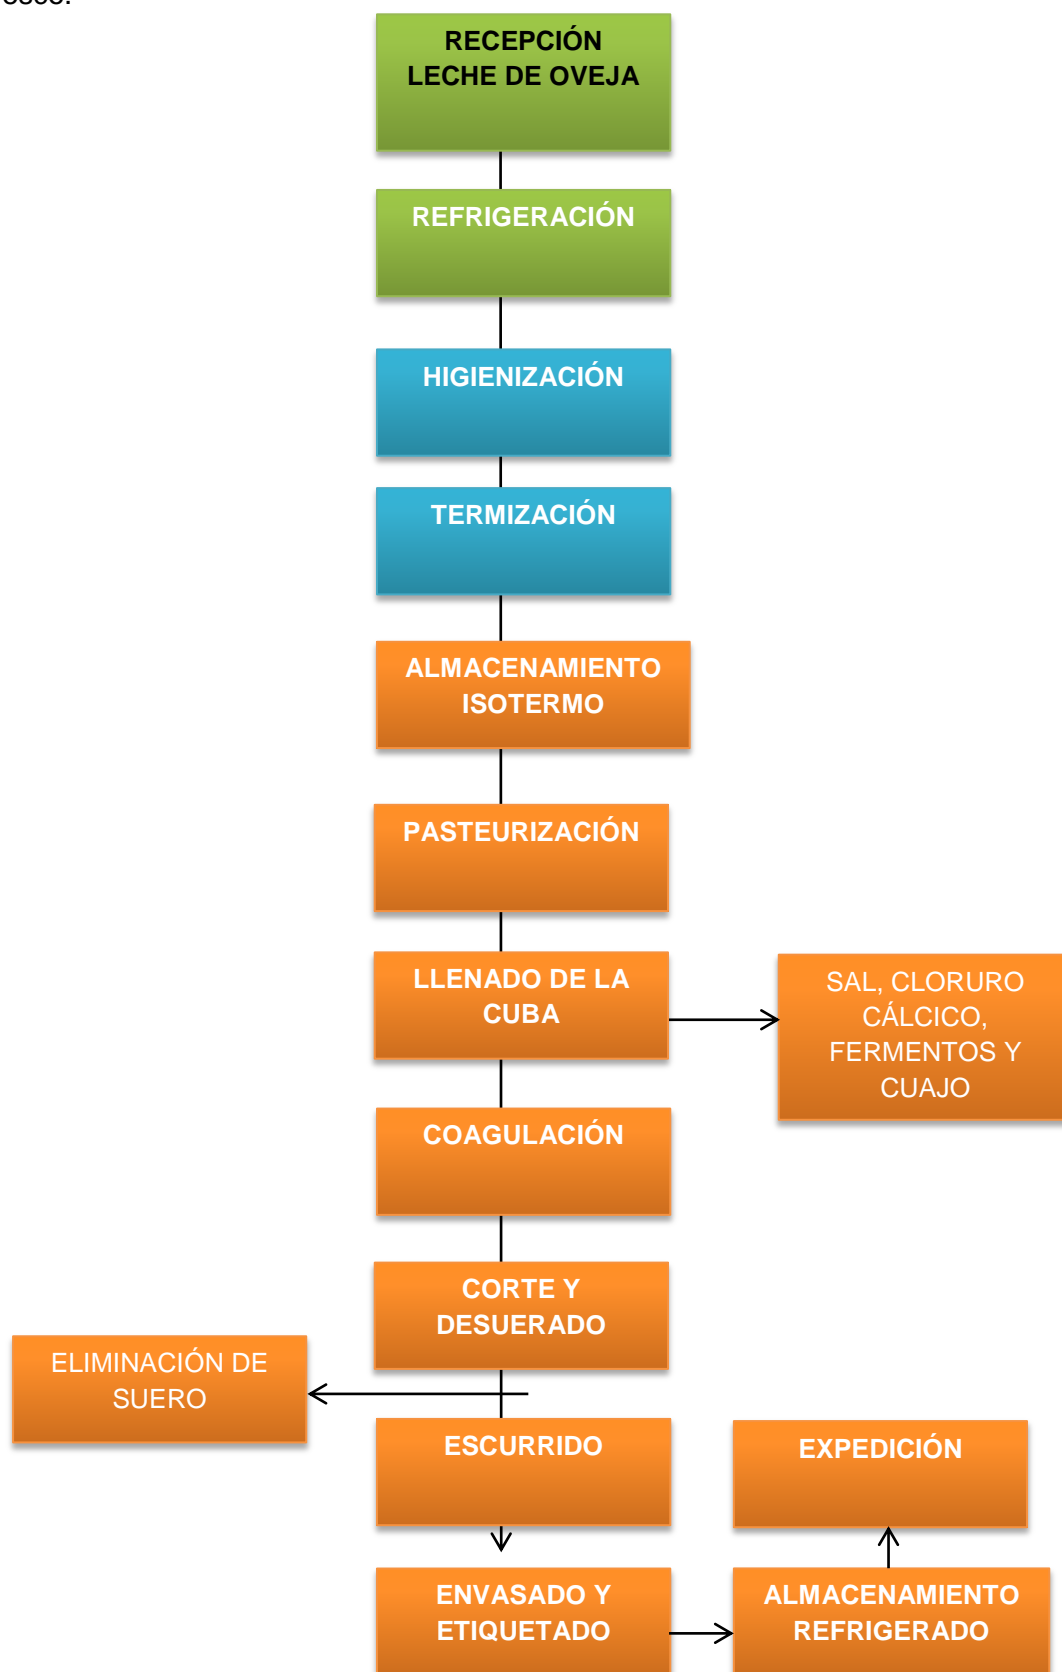 RECEPCIÓN
LECHE DE OVEJA
REFRIGERACIÓN
HIGIENIZACIÓN
TERMIZACIÓN
ALMACENAMIENTO
ISOTERMO
PASTEURIZACIÓN
LLENADO DE LA
CUBA
SAL, CLORURO
CÁLCICO,
FERMENTOS Y
CUAJO
COAGULACIÓN
CORTE Y
DESUERADO
ELIMINACIÓN DE
SUERO
ESCURRIDO
EXPEDICIÓN
ENVASADO Y
ETIQUETADO
ALMACENAMIENTO
REFRIGERADO